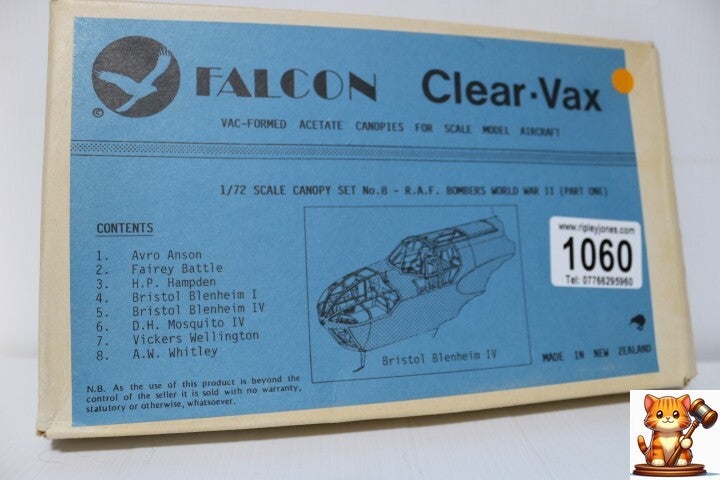 FALCON Clear·Vax
©
VAC-FORMED ACETATE CANOPIES FOR SCALE MODEL AIRCRAFT
1/72 SCALE CANOPY SET No.8 - R.A.F. BOMBERS WORLD WAR II (PART ONE)
CONTENTS
1. Avro Anson
2. Fairey Battle
3. H.P. Hampden
4. Bristol Blenheim I
5. Bristol Blenheim IV
6. D.H. Mosquito IV
7. Vickers Wellington
8. A.W. Whitley
N.B. As the use of this product is beyond the
control of the seller it is sold with no warranty,
statutory or otherwise, whatsoever.
Bristol Blenheim IV
www.ripleyjones.com
1060
Tel: 07766295960
MADE IN NEW ZEALAND